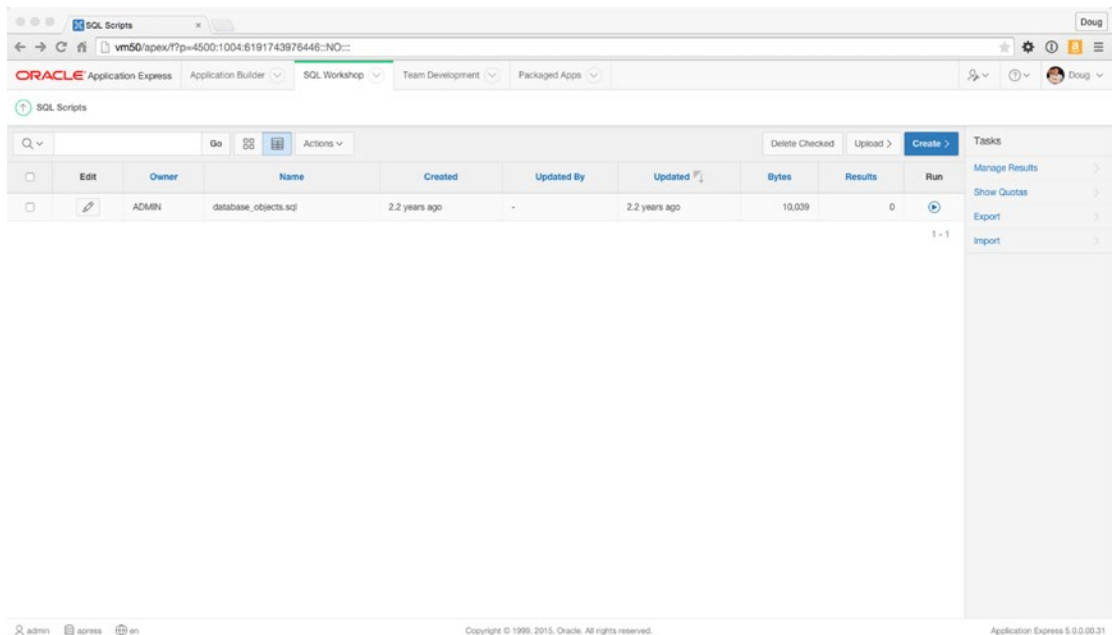 SQL Scripts
Doug
vm50/apex/f?p=4500:1004:6191743976446::NO:::
ORACLE Application Express
Application Builder
SQL Workshop
Team Development
Packaged Apps
Doug
SQL Scripts
Go
Actions
Delete Checked
Upload >
Create >
Tasks
Edit Owner Name Created Updated By Updated Bytes Results Run
ADMIN database_objects.sql 2.2 years ago - 2.2 years ago 10,039 0
1 - 1
Manage Results
Show Quotas
Export
Import
admin apress en
Copyright © 1999, 2015, Oracle. All rights reserved.
Application Express 5.0.0.00.31